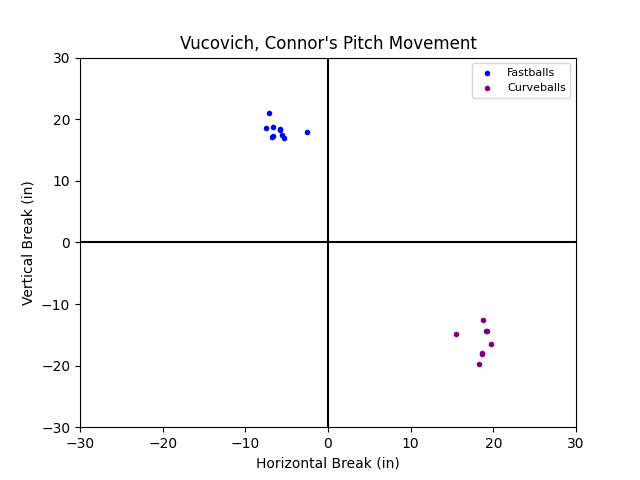 Vucovich, Connor's Pitch Movement
Fastballs
Curveballs
Vertical Break (in)
30
20
10
0
−10
−20
−30
−30
−20
−10
0
10
20
30
Horizontal Break (in)